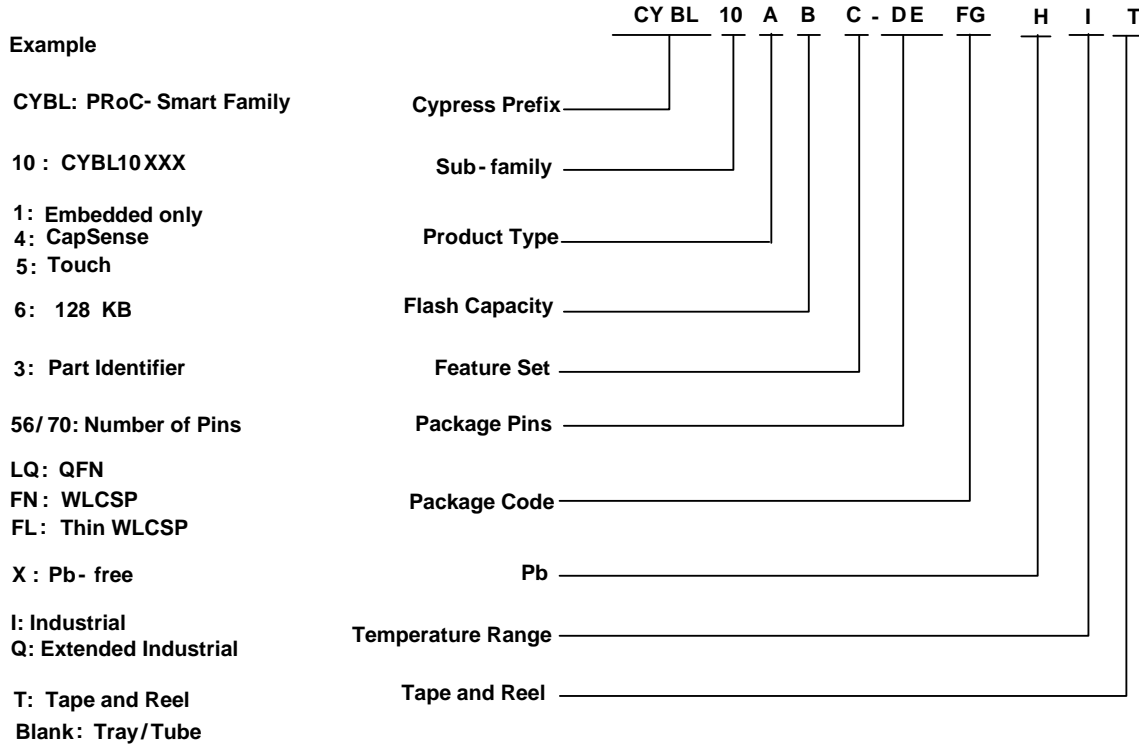 CY BL 10 A B C - DE FG H I T
Example
CYBL: PRoC- Smart Family Cypress Prefix
10 : CYBL10XXX Sub- family
1: Embedded only
4: CapSense Product Type
5: Touch
6: 128 KB Flash Capacity
3: Part Identifier Feature Set
56/ 70: Number of Pins Package Pins
LQ: QFN
FN: WLCSP Package Code
FL: Thin WLCSP
X : Pb- free Pb
I: Industrial Temperature Range
Q: Extended Industrial
T: Tape and Reel Tape and Reel
Blank: Tray/Tube